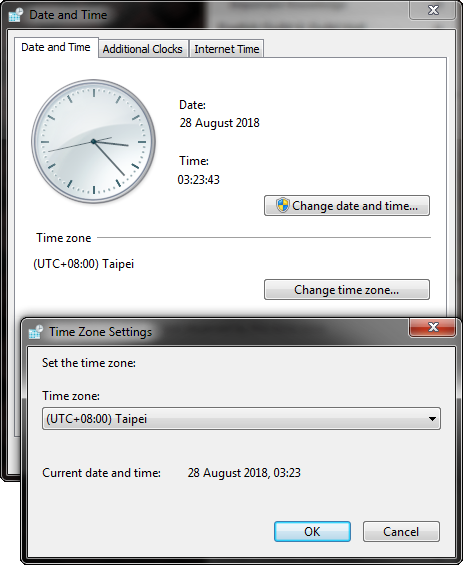 Date and Time
Date and Time Additional Clocks Internet Time
Date:
28 August 2018
Time:
03:23:43
Change date and time...
Time zone
(UTC+08:00) Taipei
Change time zone...
Time Zone Settings
Set the time zone:
Time zone:
(UTC+08:00) Taipei
Current date and time: 28 August 2018, 03:23
OK Cancel